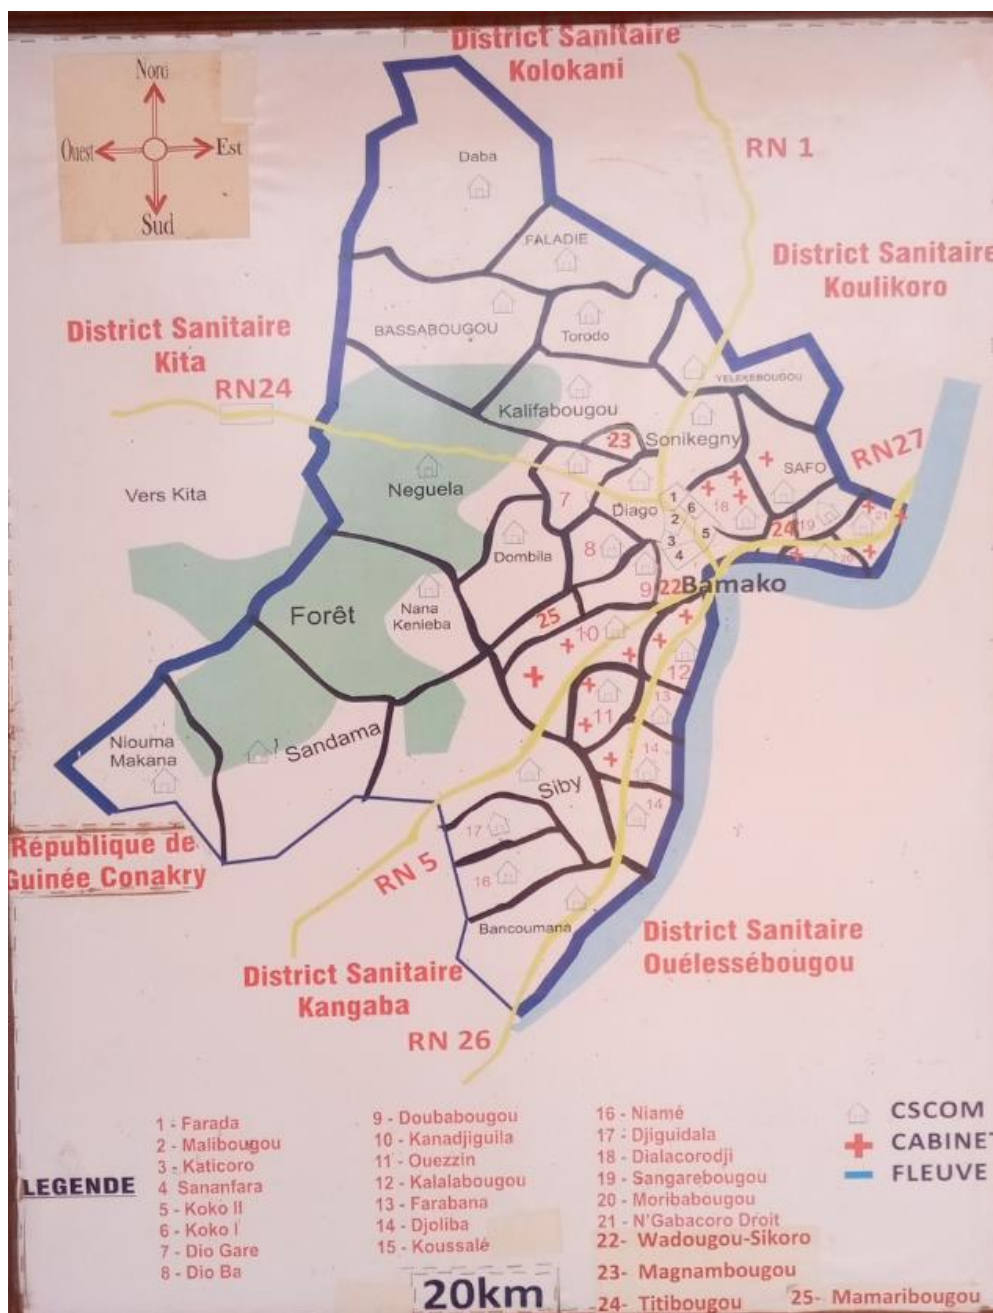 District Sanitaire
Kolokani
Nord
Ouest
Est
Sud
RN 1
Daba
FALADIE
District Sanitaire
Koulikoro
BASSABOUGOU
Torodo
District Sanitaire
Kita
RN24
YELEKEBOUGOU
Kalifabougou
23
Sonikegny
RN27
SAFO
Vers Kita
Neguela
7
Diago
1
6
2
5
3
4
18
24
19
21
20
Dombila
8
9
22
Bamako
Forêt
Nana
Kenieba
25
10
12
11
13
14
14
Niouma
Makana
Sandama
Siby
17
16
Bancoumana
République de
Guinée Conakry
RN 5
District Sanitaire
Kangaba
District Sanitaire
Ouélessébougou
RN 26
LEGENDE
1 - Farada
2 - Malibougou
3 - Katicoro
4 Sananfara
5 - Koko II
6 - Koko I
7 - Dio Gare
8 - Dio Ba
9 - Doubabougou
10 - Kanadjiguila
11 - Ouezzin
12 - Kalalabougou
13 - Farabana
14 - Djoliba
15 - Koussalé
16 - Niamé
17 - Djiguidala
18 - Dialacorodji
19 - Sangarebougou
20 - Moribabougou
21 - N'Gabacoro Droit
22- Wadougou-Sikoro
23- Magnambougou
24- Titibougou
25- Mamaribougou
CSCOM
CABINET
FLEUVE
20km